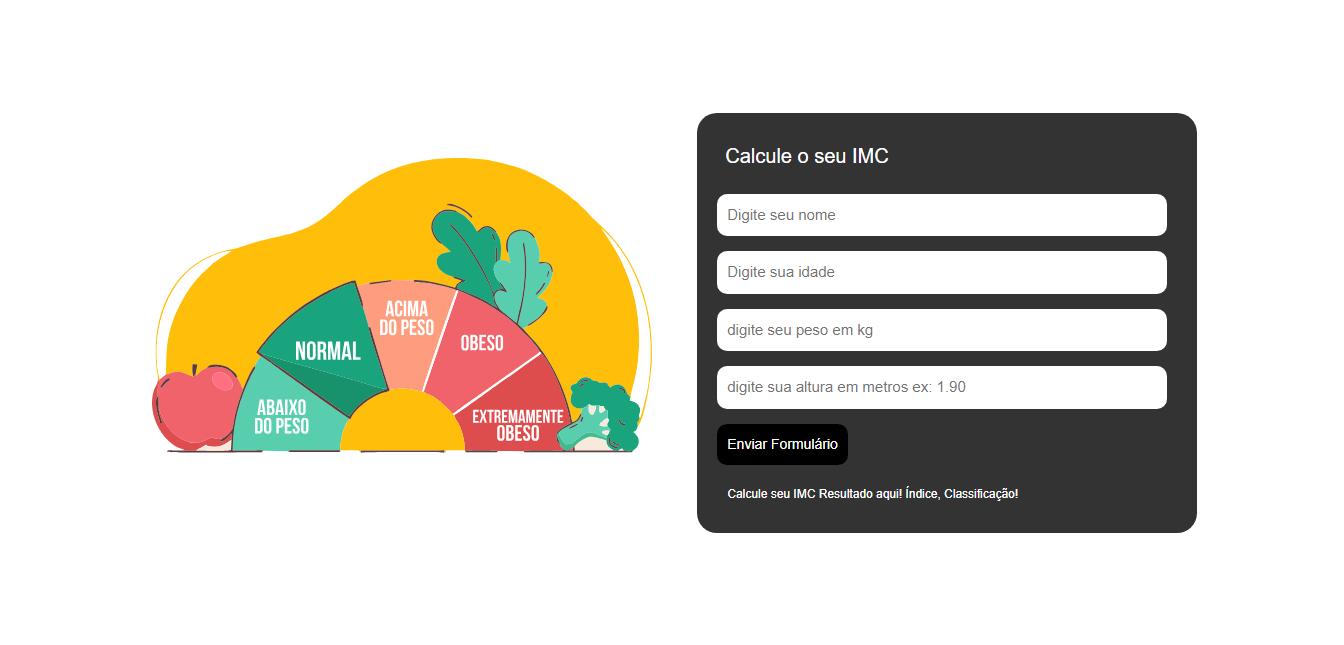 NORMAL
ACIMA
DO PESO
OBESO
ABAIXO
DO PESO
EXTREMAMENTE
OBESO
Calcule o seu IMC
Digite seu nome
Digite sua idade
digite seu peso em kg
digite sua altura em metros ex: 1.90
Enviar Formulário
Calcule seu IMC Resultado aqui! Índice, Classificação!